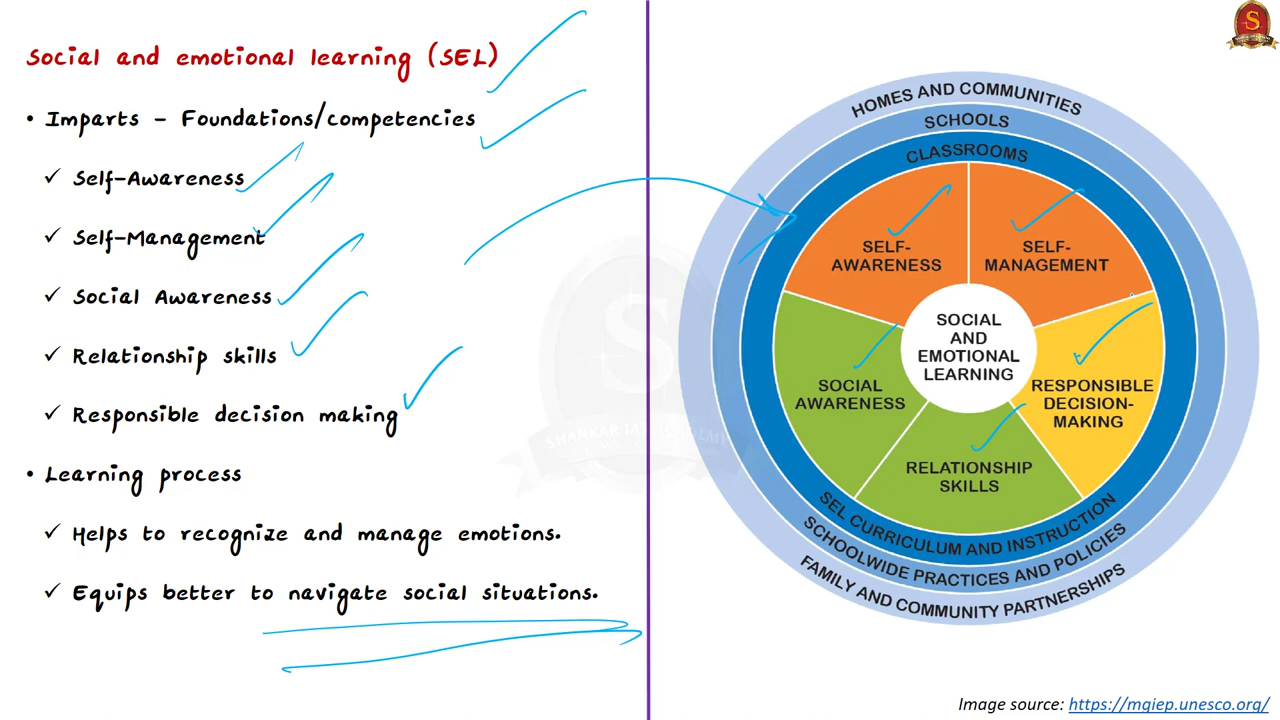 Social and emotional learning (SEL)
• Imparts - Foundations/competencies
✓ Self-Awareness
✓ Self-Management
✓ Social Awareness
✓ Relationship skills
✓ Responsible decision making
• Learning process
✓ Helps to recognize and manage emotions.
✓ Equips better to navigate social situations.
HOMES AND COMMUNITIES
SCHOOLS
CLASSROOMS
SELF-
AWARENESS
SELF-
MANAGEMENT
SOCIAL
AND
EMOTIONAL
LEARNING
SOCIAL
AWARENESS
RESPONSIBLE
DECISION-
MAKING
RELATIONSHIP
SKILLS
SEL CURRICULUM AND INSTRUCTION
SCHOOLWIDE PRACTICES AND POLICIES
FAMILY AND COMMUNITY PARTNERSHIPS
SHANKAR IAS ACADEMY
Image source: https://mgiep.unesco.org/